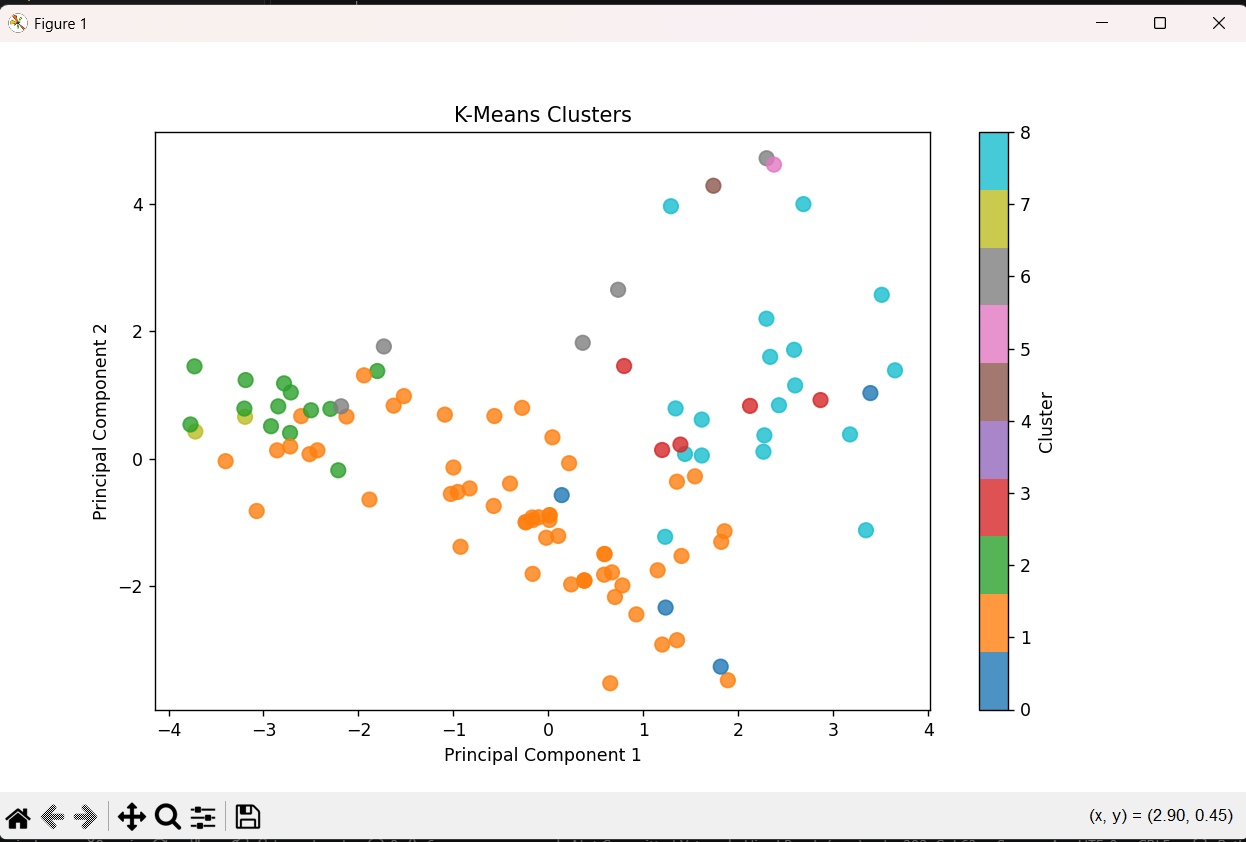 Figure 1
K-Means Clusters
4
2
0
−2
Principal Component 2
−4 −3 −2 −1 0 1 2 3 4
Principal Component 1
8
7
6
5
4
3
2
1
0
Cluster
(x, y) = (2.90, 0.45)